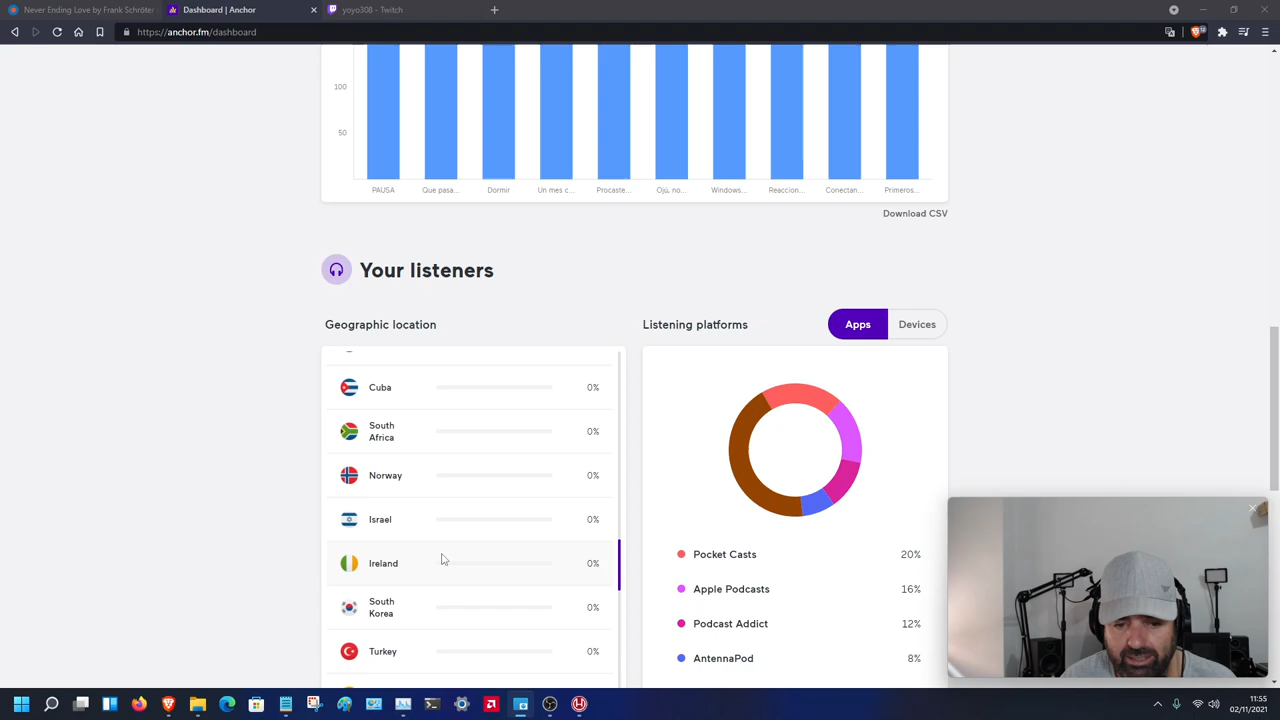 Never Ending Love by Frank Schröter
Dashboard | Anchor
yoyo308 - Twitch
https://anchor.fm/dashboard
100
50
PAUSA
Que pasa...
Dormir
Un mes c...
Procaste...
Ojú, no...
Windows...
Reaccion...
Conectan...
Primeros...
Download CSV
Your listeners
Geographic location
Listening platforms
Apps
Devices
Cuba 0%
South
Africa 0%
Norway 0%
Israel 0%
Ireland 0%
South
Korea 0%
Turkey
0%
Pocket Casts 20%
Apple Podcasts 16%
Podcast Addict 12%
AntennaPod 8%
11:55
02/11/2021